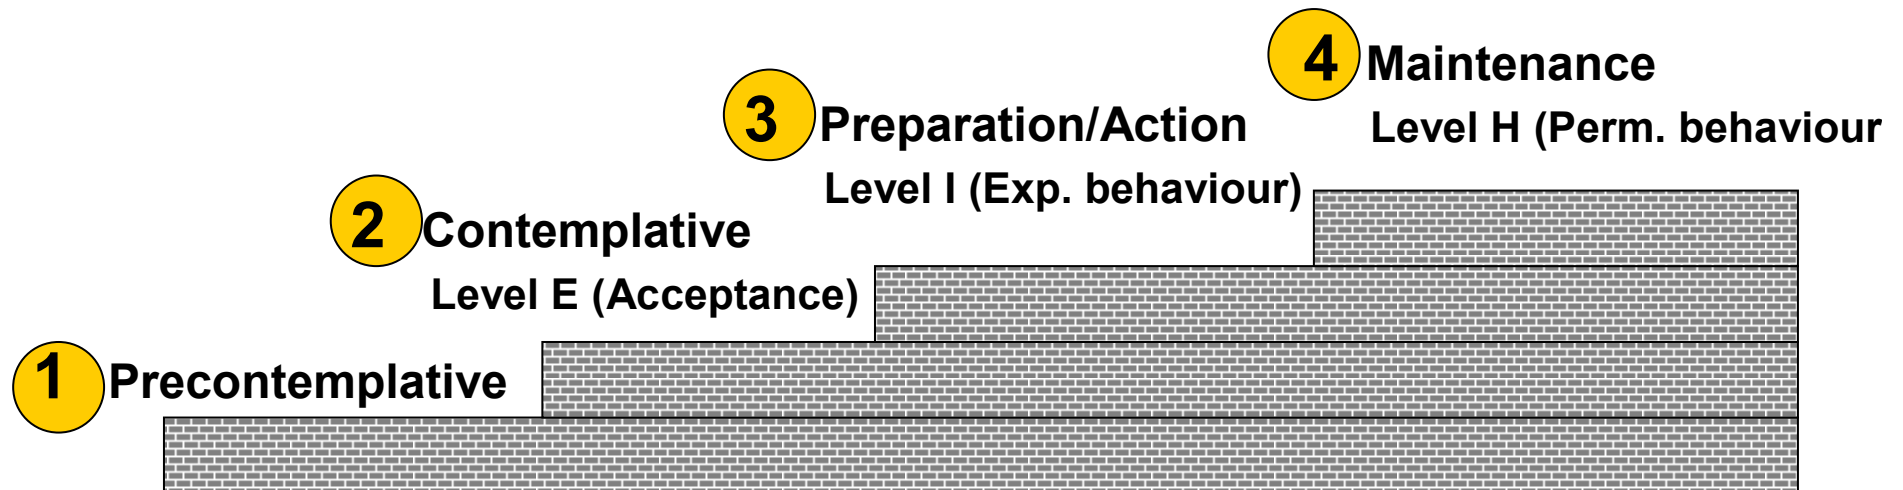 1 Precontemplative
2 Contemplative
Level E (Acceptance)
3 Preparation/Action
Level I (Exp. behaviour)
4 Maintenance
Level H (Perm. behaviour